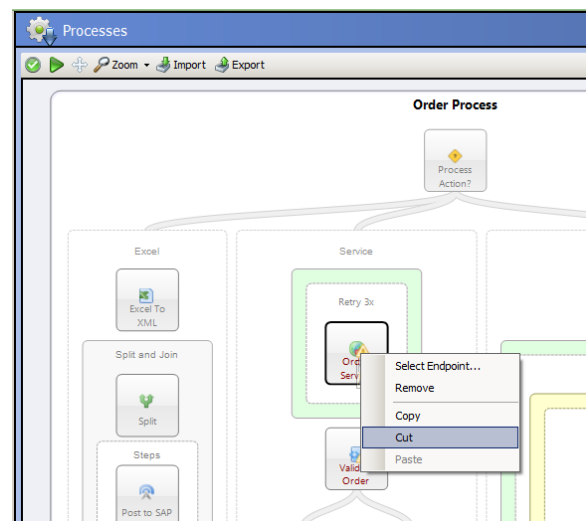 Processes
Zoom Import Export
Order Process
Process
Action?
Excel
Service
Excel To
XML
Retry 3x
Split and Join
Select Endpoint...
Remove
Copy
Cut
Paste
Split
Order
Steps
Post to SAP